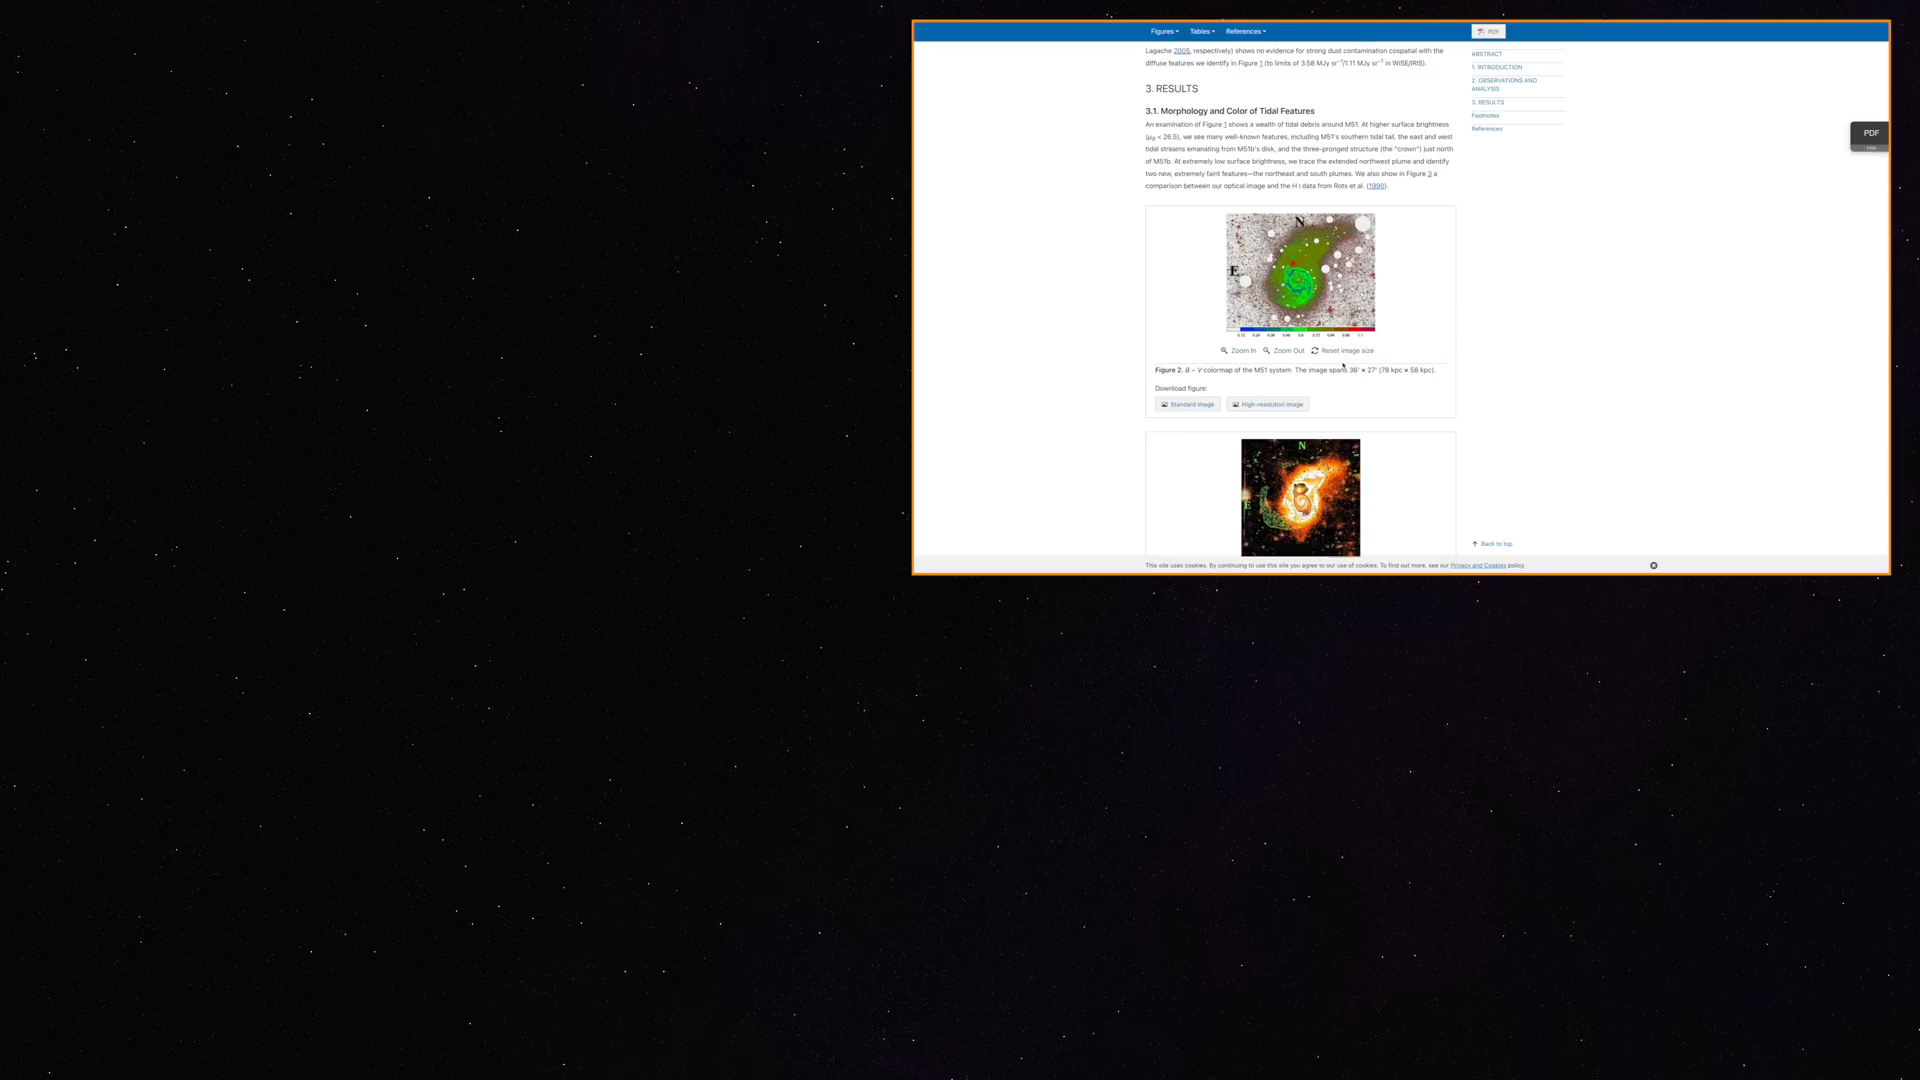 Figures Tables References PDF
Lagache 2005, respectively) shows no evidence for strong dust contamination cospatial with the
diffuse features we identify in Figure 1 (to limits of 3.58 MJy sr−1/1.11 MJy sr−1 in WISE/IRIS).
3. RESULTS
3.1. Morphology and Color of Tidal Features
An examination of Figure 1 shows a wealth of tidal debris around M51. At higher surface brightness
(μB < 26.5), we see many well-known features, including M51's southern tidal tail, the east and west
tidal streams emanating from M51b's disk, and the three-pronged structure (the "crown") just north
of M51b. At extremely low surface brightness, we trace the extended northwest plume and identify
two new, extremely faint features—the northeast and south plumes. We also show in Figure 3 a
comparison between our optical image and the H I data from Rots et al. (1990).
N
E
Zoom In Zoom Out Reset image size
Figure 2. B − V colormap of the M51 system. The image spans 36' × 27' (78 kpc × 58 kpc).
Download figure:
Standard image High-resolution image
N
E
ABSTRACT
1. INTRODUCTION
2. OBSERVATIONS AND
ANALYSIS
3. RESULTS
Footnotes
References
PDF
Back to top
This site uses cookies. By continuing to use this site you agree to our use of cookies. To find out more, see our Privacy and Cookies policy